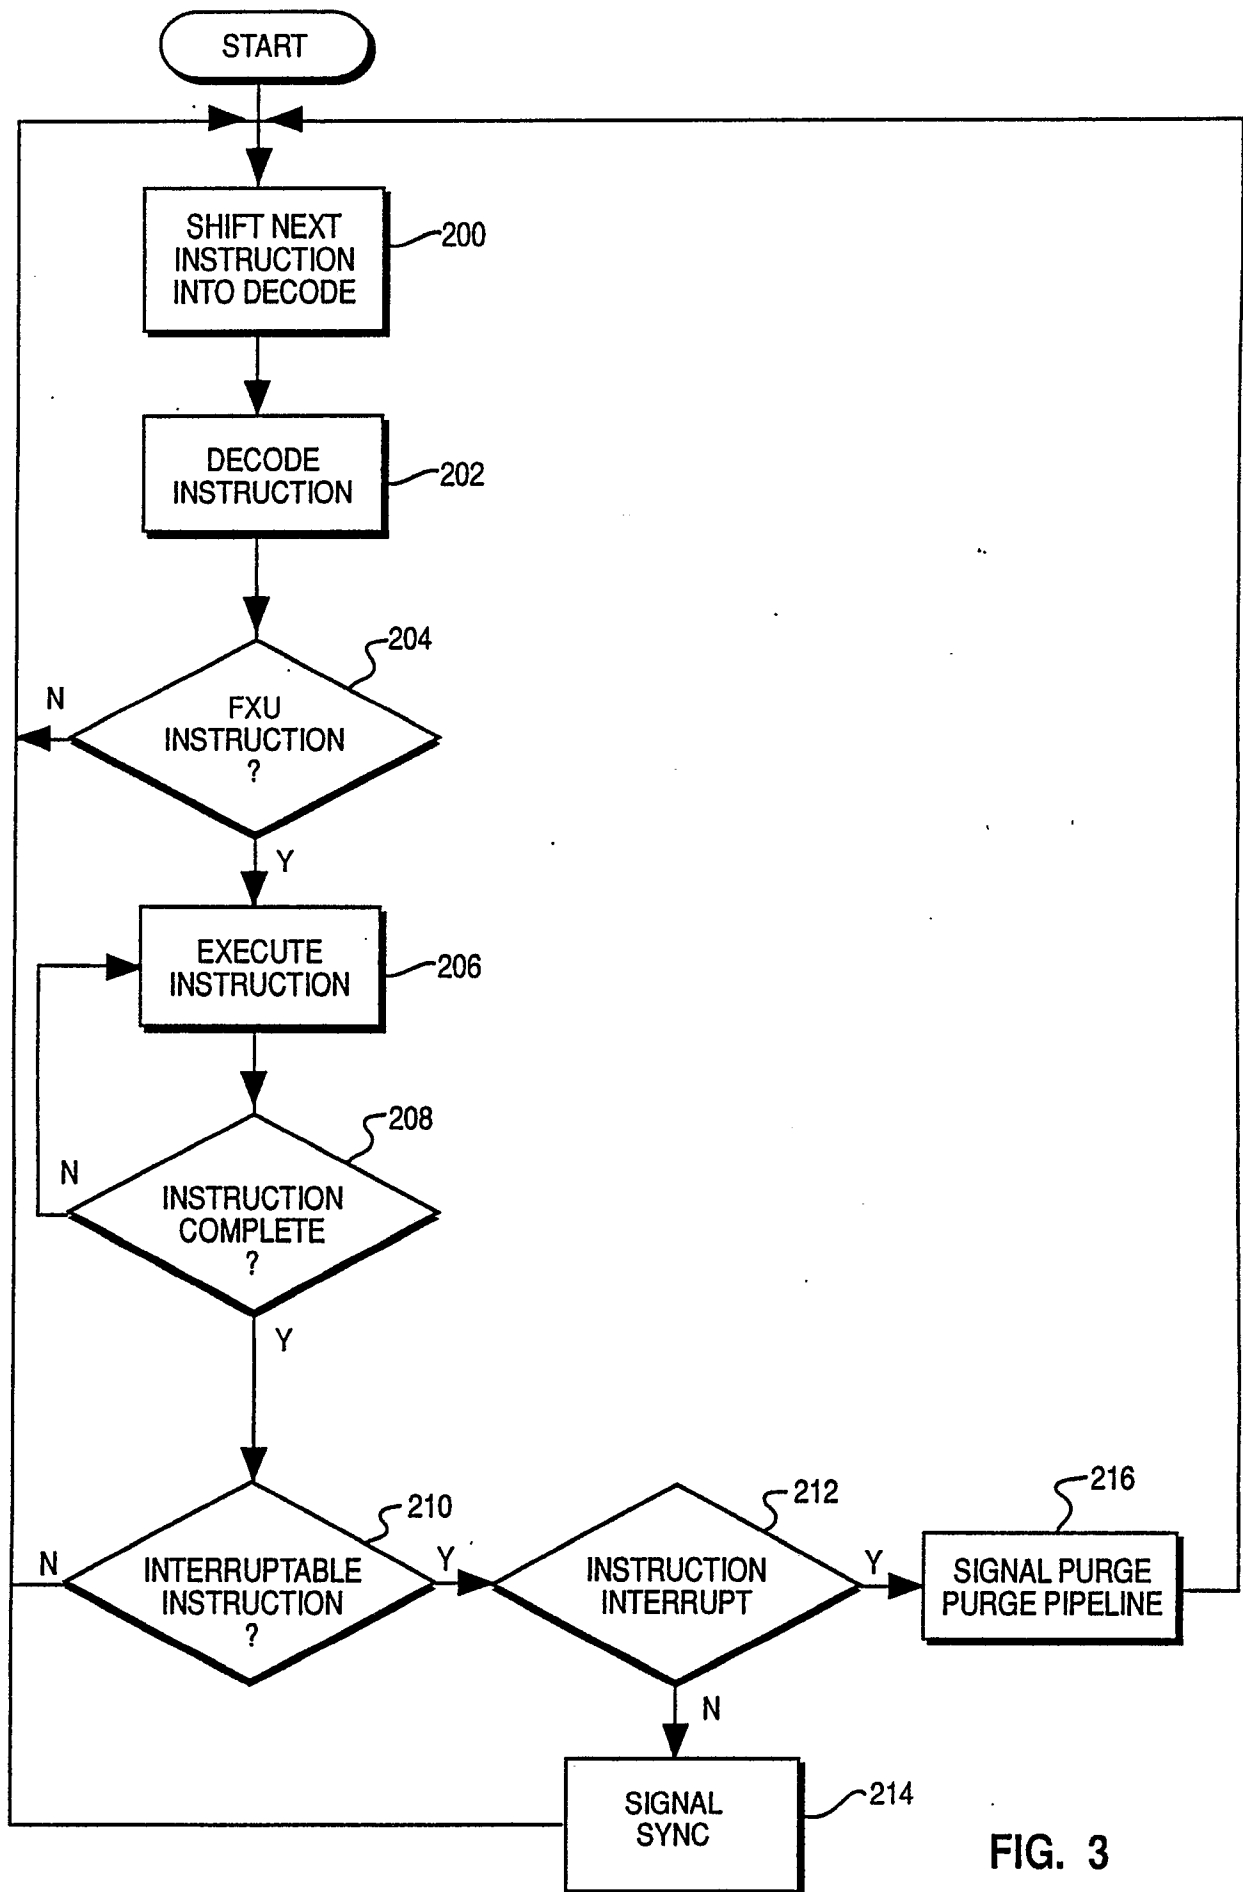 START
SHIFT NEXT
INSTRUCTION
INTO DECODE
200
DECODE
INSTRUCTION
202
204
N
FXU
INSTRUCTION
?
Y
EXECUTE
INSTRUCTION
206
208
N
INSTRUCTION
COMPLETE
?
Y
210
N
INTERRUPTABLE
INSTRUCTION
?
Y
212
INSTRUCTION
INTERRUPT
Y
216
SIGNAL PURGE
PURGE PIPELINE
N
SIGNAL
SYNC
214
FIG. 3